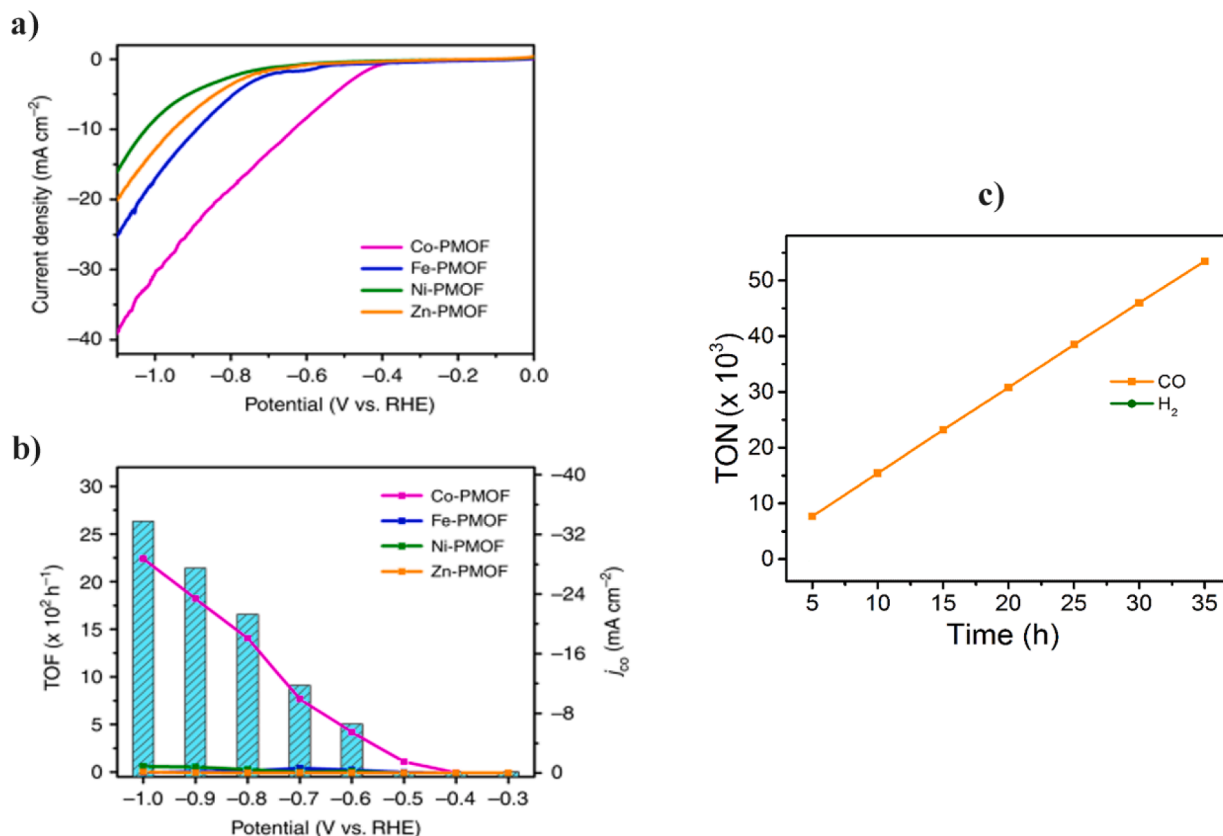 a)
0
−10
−20
−30
−40
Current density (mA cm⁻²)
Co-PMOF
Fe-PMOF
Ni-PMOF
Zn-PMOF
−1.0 −0.8 −0.6 −0.4 −0.2 0.0
Potential (V vs. RHE)
b)
30
25
20
15
10
5
0
TOF (x 10² h⁻¹)
Co-PMOF
Fe-PMOF
Ni-PMOF
Zn-PMOF
−40
−32
−24
−16
−8
0
j_co (mA cm⁻²)
−1.0 −0.9 −0.8 −0.7 −0.6 −0.5 −0.4 −0.3
Potential (V vs. RHE)
c)
50
40
30
20
10
0
TON (x 10³)
CO
H₂
5 10 15 20 25 30 35
Time (h)